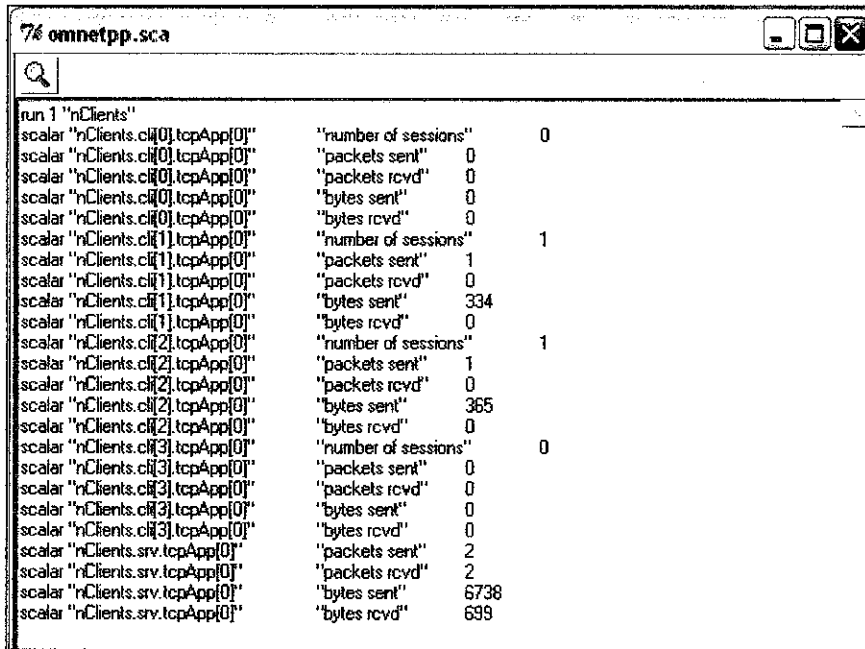 omnetpp.sca
run 1 "nClients"
scalar "nClients.cli[0].tcpApp[0]" "number of sessions" 0
scalar "nClients.cli[0].tcpApp[0]" "packets sent" 0
scalar "nClients.cli[0].tcpApp[0]" "packets rcvd" 0
scalar "nClients.cli[0].tcpApp[0]" "bytes sent" 0
scalar "nClients.cli[0].tcpApp[0]" "bytes rcvd" 0
scalar "nClients.cli[1].tcpApp[0]" "number of sessions" 1
scalar "nClients.cli[1].tcpApp[0]" "packets sent" 1
scalar "nClients.cli[1].tcpApp[0]" "packets rcvd" 0
scalar "nClients.cli[1].tcpApp[0]" "bytes sent" 334
scalar "nClients.cli[1].tcpApp[0]" "bytes rcvd" 0
scalar "nClients.cli[2].tcpApp[0]" "number of sessions" 1
scalar "nClients.cli[2].tcpApp[0]" "packets sent" 1
scalar "nClients.cli[2].tcpApp[0]" "packets rcvd" 0
scalar "nClients.cli[2].tcpApp[0]" "bytes sent" 365
scalar "nClients.cli[2].tcpApp[0]" "bytes rcvd" 0
scalar "nClients.cli[3].tcpApp[0]" "number of sessions" 0
scalar "nClients.cli[3].tcpApp[0]" "packets sent" 0
scalar "nClients.cli[3].tcpApp[0]" "packets rcvd" 0
scalar "nClients.cli[3].tcpApp[0]" "bytes sent" 0
scalar "nClients.cli[3].tcpApp[0]" "bytes rcvd" 0
scalar "nClients.srv.tcpApp[0]" "packets sent" 2
scalar "nClients.srv.tcpApp[0]" "packets rcvd" 2
scalar "nClients.srv.tcpApp[0]" "bytes sent" 6738
scalar "nClients.srv.tcpApp[0]" "bytes rcvd" 699